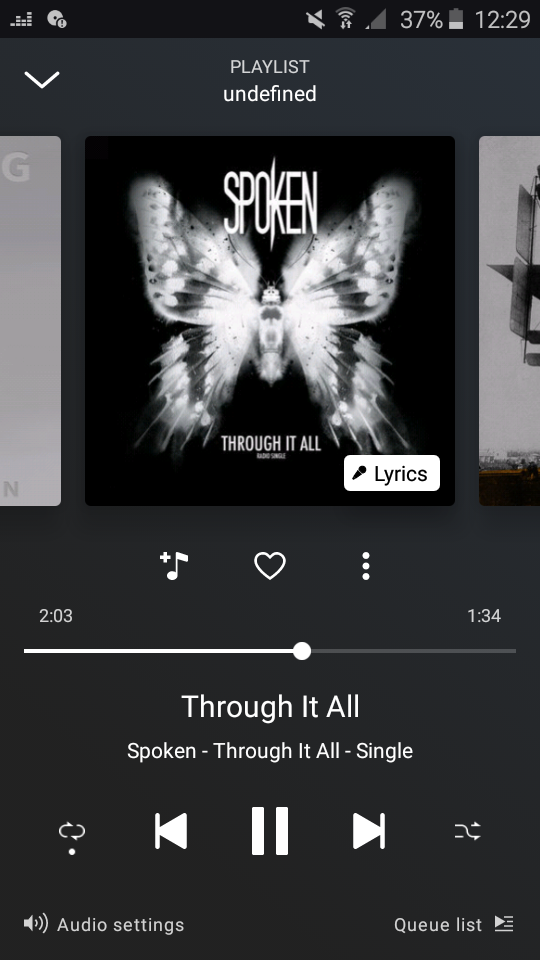 37% 12:29
PLAYLIST
undefined
G
N
SPOKEN
THROUGH IT ALL
RADIO SINGLE
Lyrics
2:03 1:34
Through It All
Spoken - Through It All - Single
Audio settings Queue list